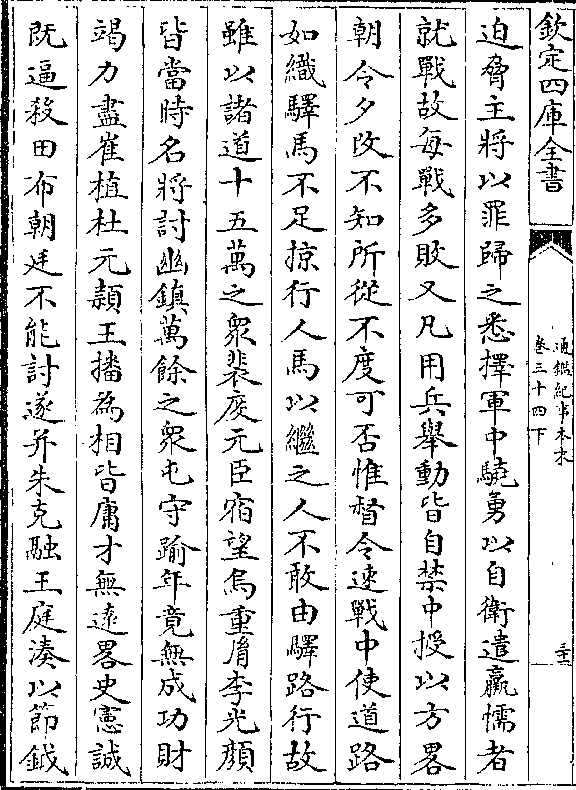 欽定四庫全書
通鑑紀事本末
卷三十四下
迫脅主將以罪歸之悉擇軍中驍勇以自衛遣羸懦者
就戰故每戰多敗又凡用兵舉動皆自禁中授以方畧
朝令夕改不知所從不度可否惟督令速戰中使道路
如織驛馬不足掠行人馬以繼之人不敢由驛路行故
雖以諸道十五萬之衆裴度元臣宿望烏重𦙍李光顔
皆當時名將討幽鎮萬餘之衆屯守踰年竟無成功財
竭力盡崔植杜元頴王播為相皆庸才無逺畧史憲誠
既逼殺田布朝廷不能討遂并朱克融王庭湊以節鉞